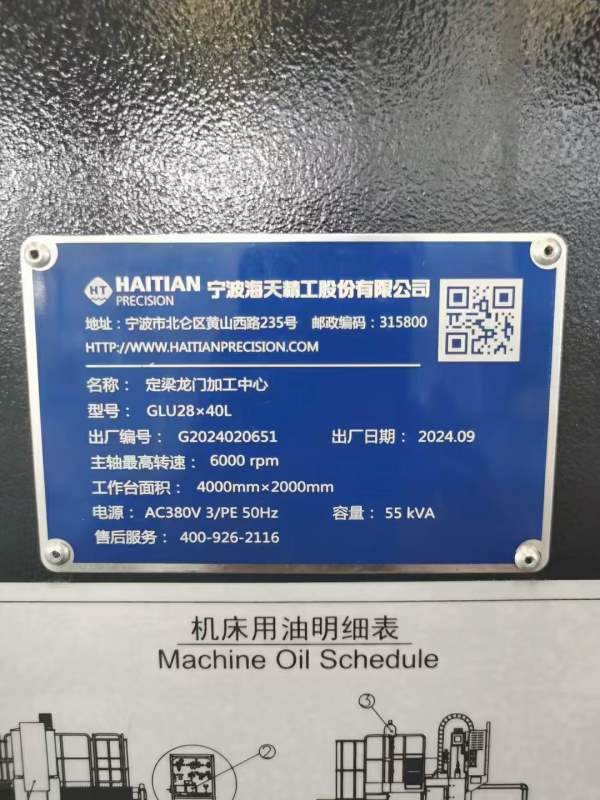 HT HAITIAN PRECISION 宁波海天精工股份有限公司
地址：宁波市北仑区黄山西路235号 邮政编码：315800
HTTP://WWW.HAITIANPRECISION.COM
名称： 定梁龙门加工中心
型号： GLU28×40L
出厂编号： G2024020651 出厂日期： 2024.09
主轴最高转速： 6000 rpm
工作台面积： 4000mm×2000mm
电源： AC380V 3/PE 50Hz 容量： 55 kVA
售后服务： 400-926-2116
机床用油明细表
Machine Oil Schedule
③
②